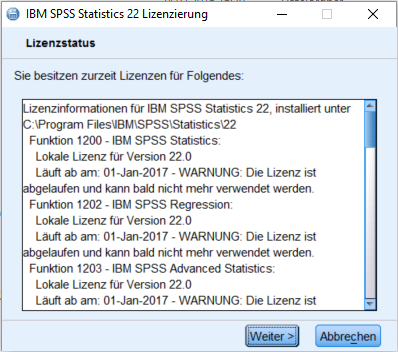 IBM SPSS Statistics 22 Lizenzierung
Lizenzstatus
Sie besitzen zurzeit Lizenzen für Folgendes:
Lizenzinformationen für IBM SPSS Statistics 22, installiert unter
C:\Program Files\IBM\SPSS\Statistics\22
Funktion 1200 - IBM SPSS Statistics:
Lokale Lizenz für Version 22.0
Läuft ab am: 01-Jan-2017 - WARNUNG: Die Lizenz ist
abgelaufen und kann bald nicht mehr verwendet werden.
Funktion 1202 - IBM SPSS Regression:
Lokale Lizenz für Version 22.0
Läuft ab am: 01-Jan-2017 - WARNUNG: Die Lizenz ist
abgelaufen und kann bald nicht mehr verwendet werden.
Funktion 1203 - IBM SPSS Advanced Statistics:
Lokale Lizenz für Version 22.0
Läuft ab am: 01-Jan-2017 - WARNUNG: Die Lizenz ist
Weiter > Abbrechen